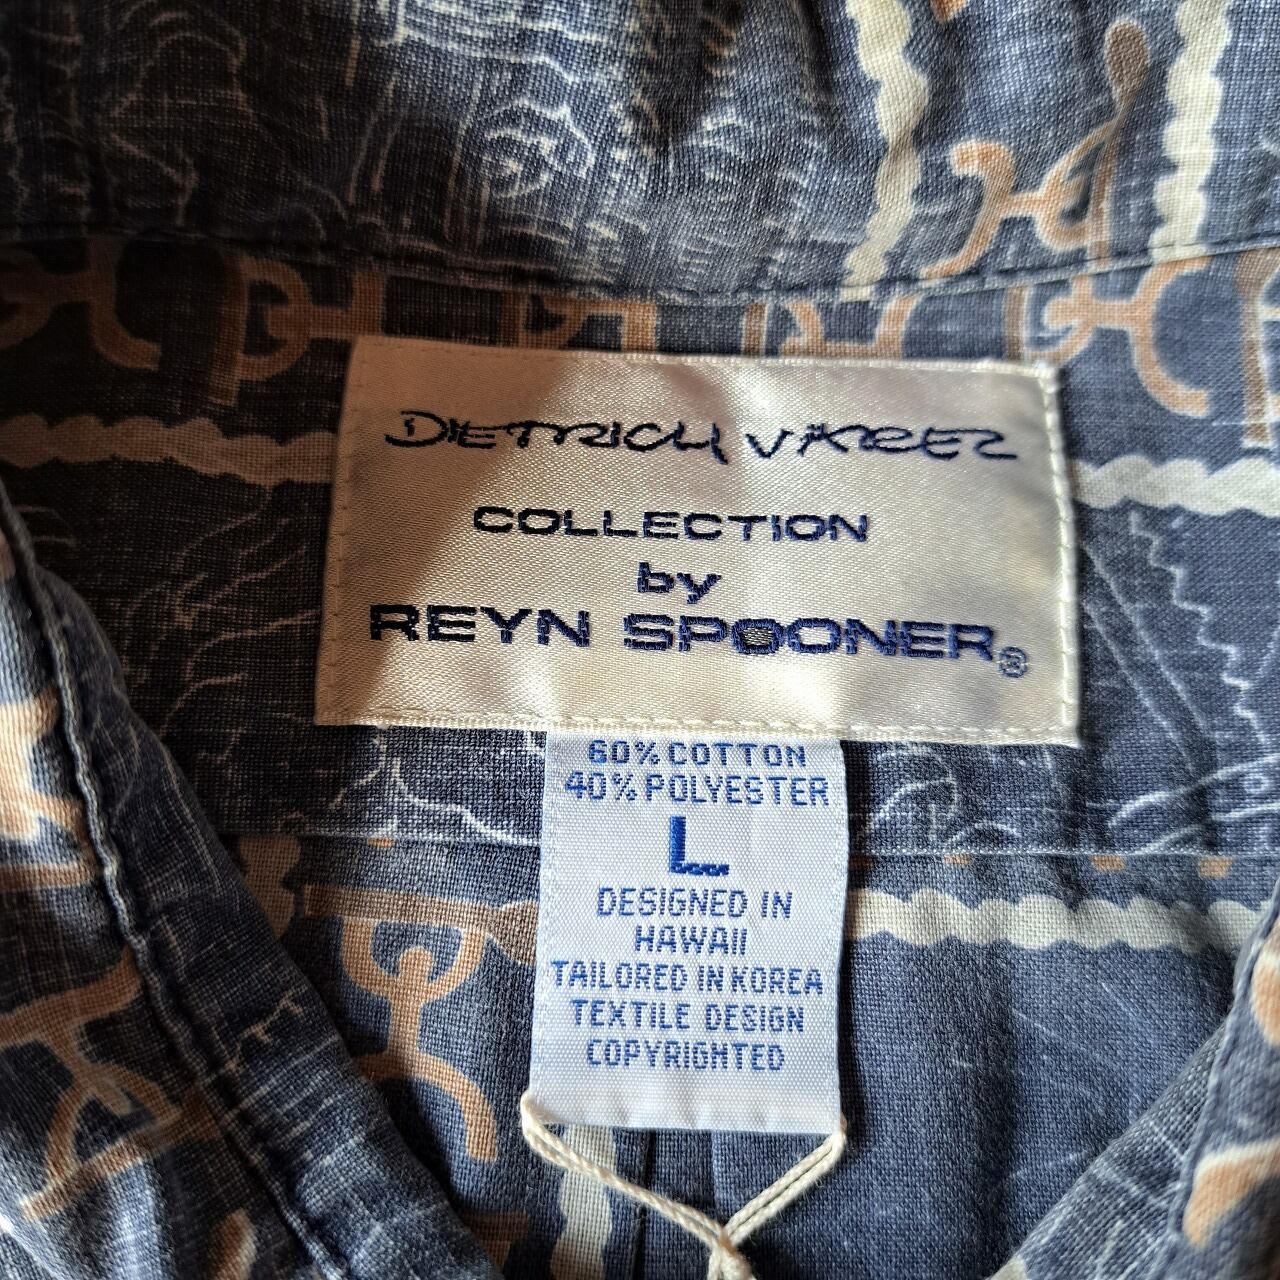 DIETRICH VAREZ
COLLECTION
by
REYN SPOONER®
60% COTTON
40% POLYESTER
L
DESIGNED IN
HAWAII
TAILORED IN KOREA
TEXTILE DESIGN
COPYRIGHTED